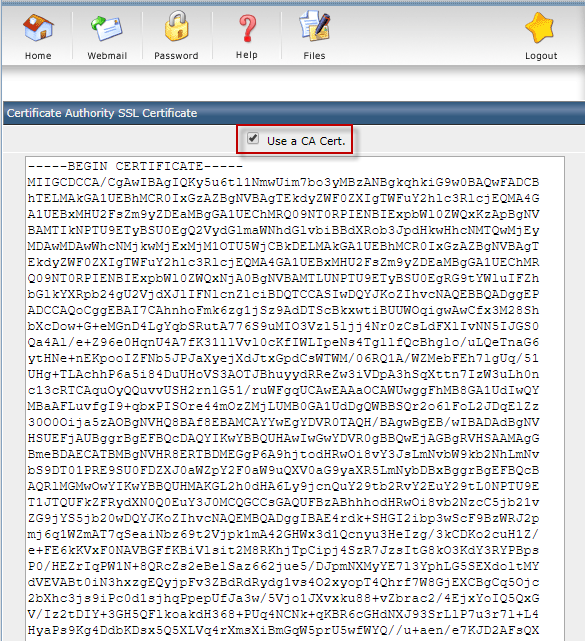 Home
Webmail
Password
Help
Files
Logout
Certificate Authority SSL Certificate
Use a CA Cert.
-----BEGIN CERTIFICATE-----
MIIGCDCCA/CgAwIBAgIQKy5u6tl1NmwUim7bo3yMBzANBgkqhkiG9w0BAQwFADCB
hTELMAkGA1UEBhMCR0IxGzAZBgNVBAgTEkdyZWF0ZXIgTWFuY2hlc3RlcjEQMA4G
A1UEBxMHU2FsZm9yZDEaMBgGA1UEChMRQ09NT0RPIENBIExpbWl0ZWQxKzApBgNV
BAMTIkNPTU9ETyBSU0EgQ2VydGlmaWNhdGlvbiBBdXRob3JpdHkwHhcNMTQwMjEy
MDAwMDAwWhcNMjkwMjExMjM1OTU5WjCBkDELMAkGA1UEBhMCR0IxGzAZBgNVBAgT
EkdyZWF0ZXIgTWFuY2hlc3RlcjEQMA4GA1UEBxMHU2FsZm9yZDEaMBgGA1UEChMR
Q09NT0RPIENBIExpbWl0ZWQxNjA0BgNVBAMTLUNPTU9ETyBSU0EgRG9tYWluIFZh
bGlkYXRpb24gU2VjdXJlIFNlcnZlciBDQTCCASIwDQYJKoZIhvcNAQEBBQADggEP
ADCCAQoCggEBAI7CAhnhoFmk6zg1jSz9AdDTScBkxwtiBUUWOqigwAwCfx3M28Sh
bXcDow+G+eMGnD4LgYqbSRutA776S9uMIO3Vzl5ljj4Nr0zCsLdFXlIvNN5IJGS0
Qa4Al/e+Z96e0HqnU4A7fK31llVvl0cKfIWLIpeNs4TgllfQcBhglo/uLQeTnaG6
ytHNe+nEKpooIZFNb5JPJaXyejXdJtxGpdCsWTWM/06RQ1A/WZMebFEh7lgUq/51
UHg+TLAchhP6a5i84DuUHoVS3AOTJBhuyydRReZw3iVDpA3hSqXttn7IzW3uLh0n
c13cRTCAquOyQQuvvUSH2rnlG51/ruWFgqUCAwEAAaOCAWUwggFhMB8GA1UdIwQY
MBaAFLuvfgI9+qbxPISOre44mOzZMjLUMB0GA1UdDgQWBBSQr2o6lFoL2JDqElZz
30O0Oija5zAOBgNVHQ8BAf8EBAMCAYYwEgYDVR0TAQH/BAgwBgEB/wIBADAdBgNV
HSUEFjAUBggrBgEFBQcDAQYIKwYBBQUHAwIwGwYDVR0gBBQwEjAGBgRVHSAAMAgG
BmeBDAECATBMBgNVHR8ERTBDMEGgP6A9hjtodHRwOi8vY3JsLmNvbW9kb2NhLmNv
bS9DT01PRE9SU0FDZXJ0aWZpY2F0aW9uQXV0aG9yaXR5LmNybDBxBggrBgEFBQcB
AQRlMGMwOwYIKwYBBQUHMAKGL2h0dHA6Ly9jcnQuY29tb2RvY2EuY29tL0NPTU9E
T1JTQUFkZFRydXN0Q0EuY3J0MCQGCCsGAQUFBzABhhhodHRwOi8vb2NzcC5jb21v
ZG9jYS5jb20wDQYJKoZIhvcNAQEMBQADggIBAE4rdk+SHGI2ibp3wScF9BzWRJ2p
mj6q1WZmAT7qSeaiNbz69t2Vjpk1mA42GHWx3d1Qcnyu3HeIzg/3kCDKo2cuH1Z/
e+FE6kKVxF0NAVBGFfKBiVlsit2M8RKhjTpCipj4SzR7JzsItG8kO3KdY3RYPBps
P0/HEZrIqPW1N+8QRcZs2eBelSaz662jue5/DJpmNXMyYE7l3YphLG5SEXdoltMY
dVEVABt0iN3hxzgEQyjpFv3ZBdRdRydg1vs4O2xyopT4Qhrf7W8GjEXCBgCq5Ojc
2bXhc3js9iPc0d1sjhqPpepUfJa3w/5Vjo1JXvxku88+vZbrac2/4EjxYoIQ5QxG
V/Iz2tDIY+3GH5QFlkoakdH368+PUq4NCNk+qKBR6cGHdNXJ93SrLlP7u3r7l+L4
HyaPs9Kg4DdbKDsx5Q5XLVq4rXmsXiBmGqW5prU5wfWYQ//u+aen/e7KJD2AFsQX